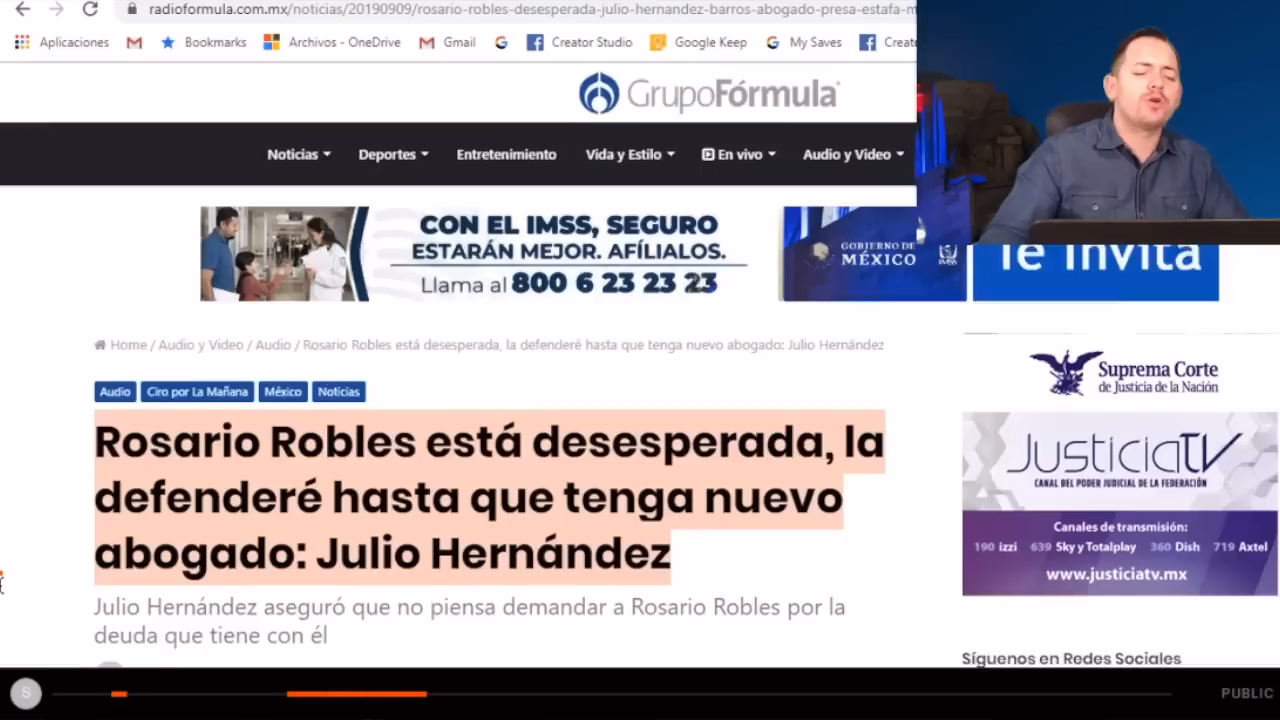 radioformula.com.mx/noticias/20190909/rosario-robles-desesperada-julio-hernandez-barros-abogado-presa-estafa-m
Aplicaciones Bookmarks Archivos - OneDrive Gmail Creator Studio Google Keep My Saves Creat
GrupoFórmula
Noticias Deportes Entretenimiento Vida y Estilo En vivo Audio y Video
CON EL IMSS, SEGURO
ESTARÁN MEJOR. AFÍLIALOS.
Llama al 800 6 23 23 23
GOBIERNO DE
MÉXICO
IMSS
Te invita
Home / Audio y Video / Audio / Rosario Robles está desesperada, la defenderé hasta que tenga nuevo abogado: Julio Hernández
Audio Ciro por La Mañana México Noticias
Rosario Robles está desesperada, la
defenderé hasta que tenga nuevo
abogado: Julio Hernández
Julio Hernández aseguró que no piensa demandar a Rosario Robles por la
deuda que tiene con él
Suprema Corte
de Justicia de la Nación
JusticiaTV
CANAL DEL PODER JUDICIAL DE LA FEDERACIÓN
Canales de transmisión:
190 izzi 639 Sky y Totalplay 360 Dish 719 Axtel
www.justiciatv.mx
Síguenos en Redes Sociales
S
PUBLIC